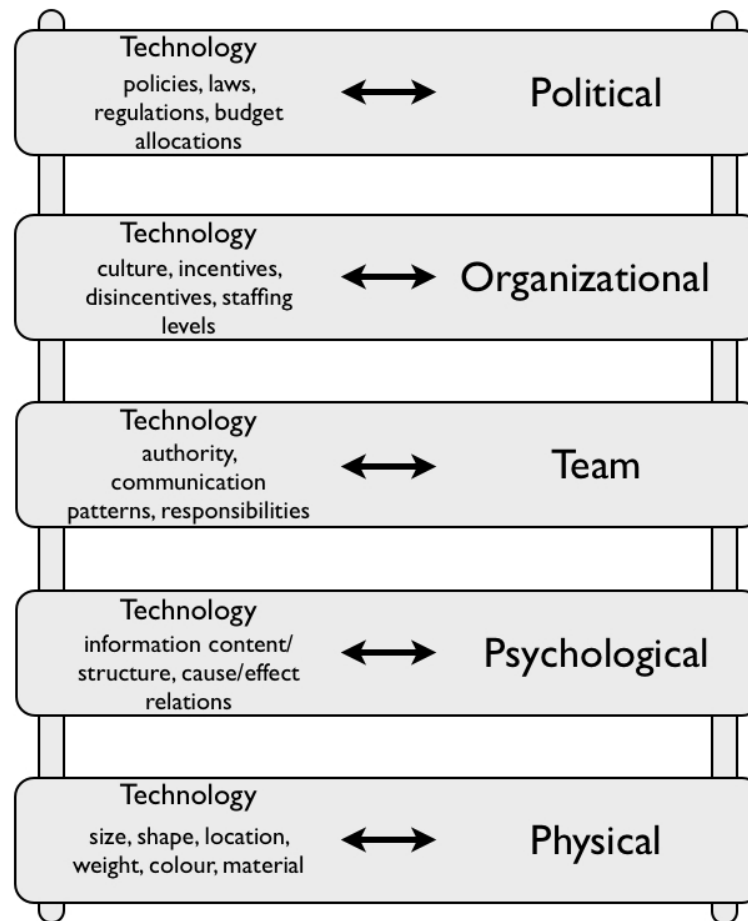 Technology
policies, laws,
regulations, budget
allocations
Political
Technology
culture, incentives,
disincentives, staffing
levels
Organizational
Technology
authority,
communication
patterns, responsibilities
Team
Technology
information content/
structure, cause/effect
relations
Psychological
Technology
size, shape, location,
weight, colour, material
Physical